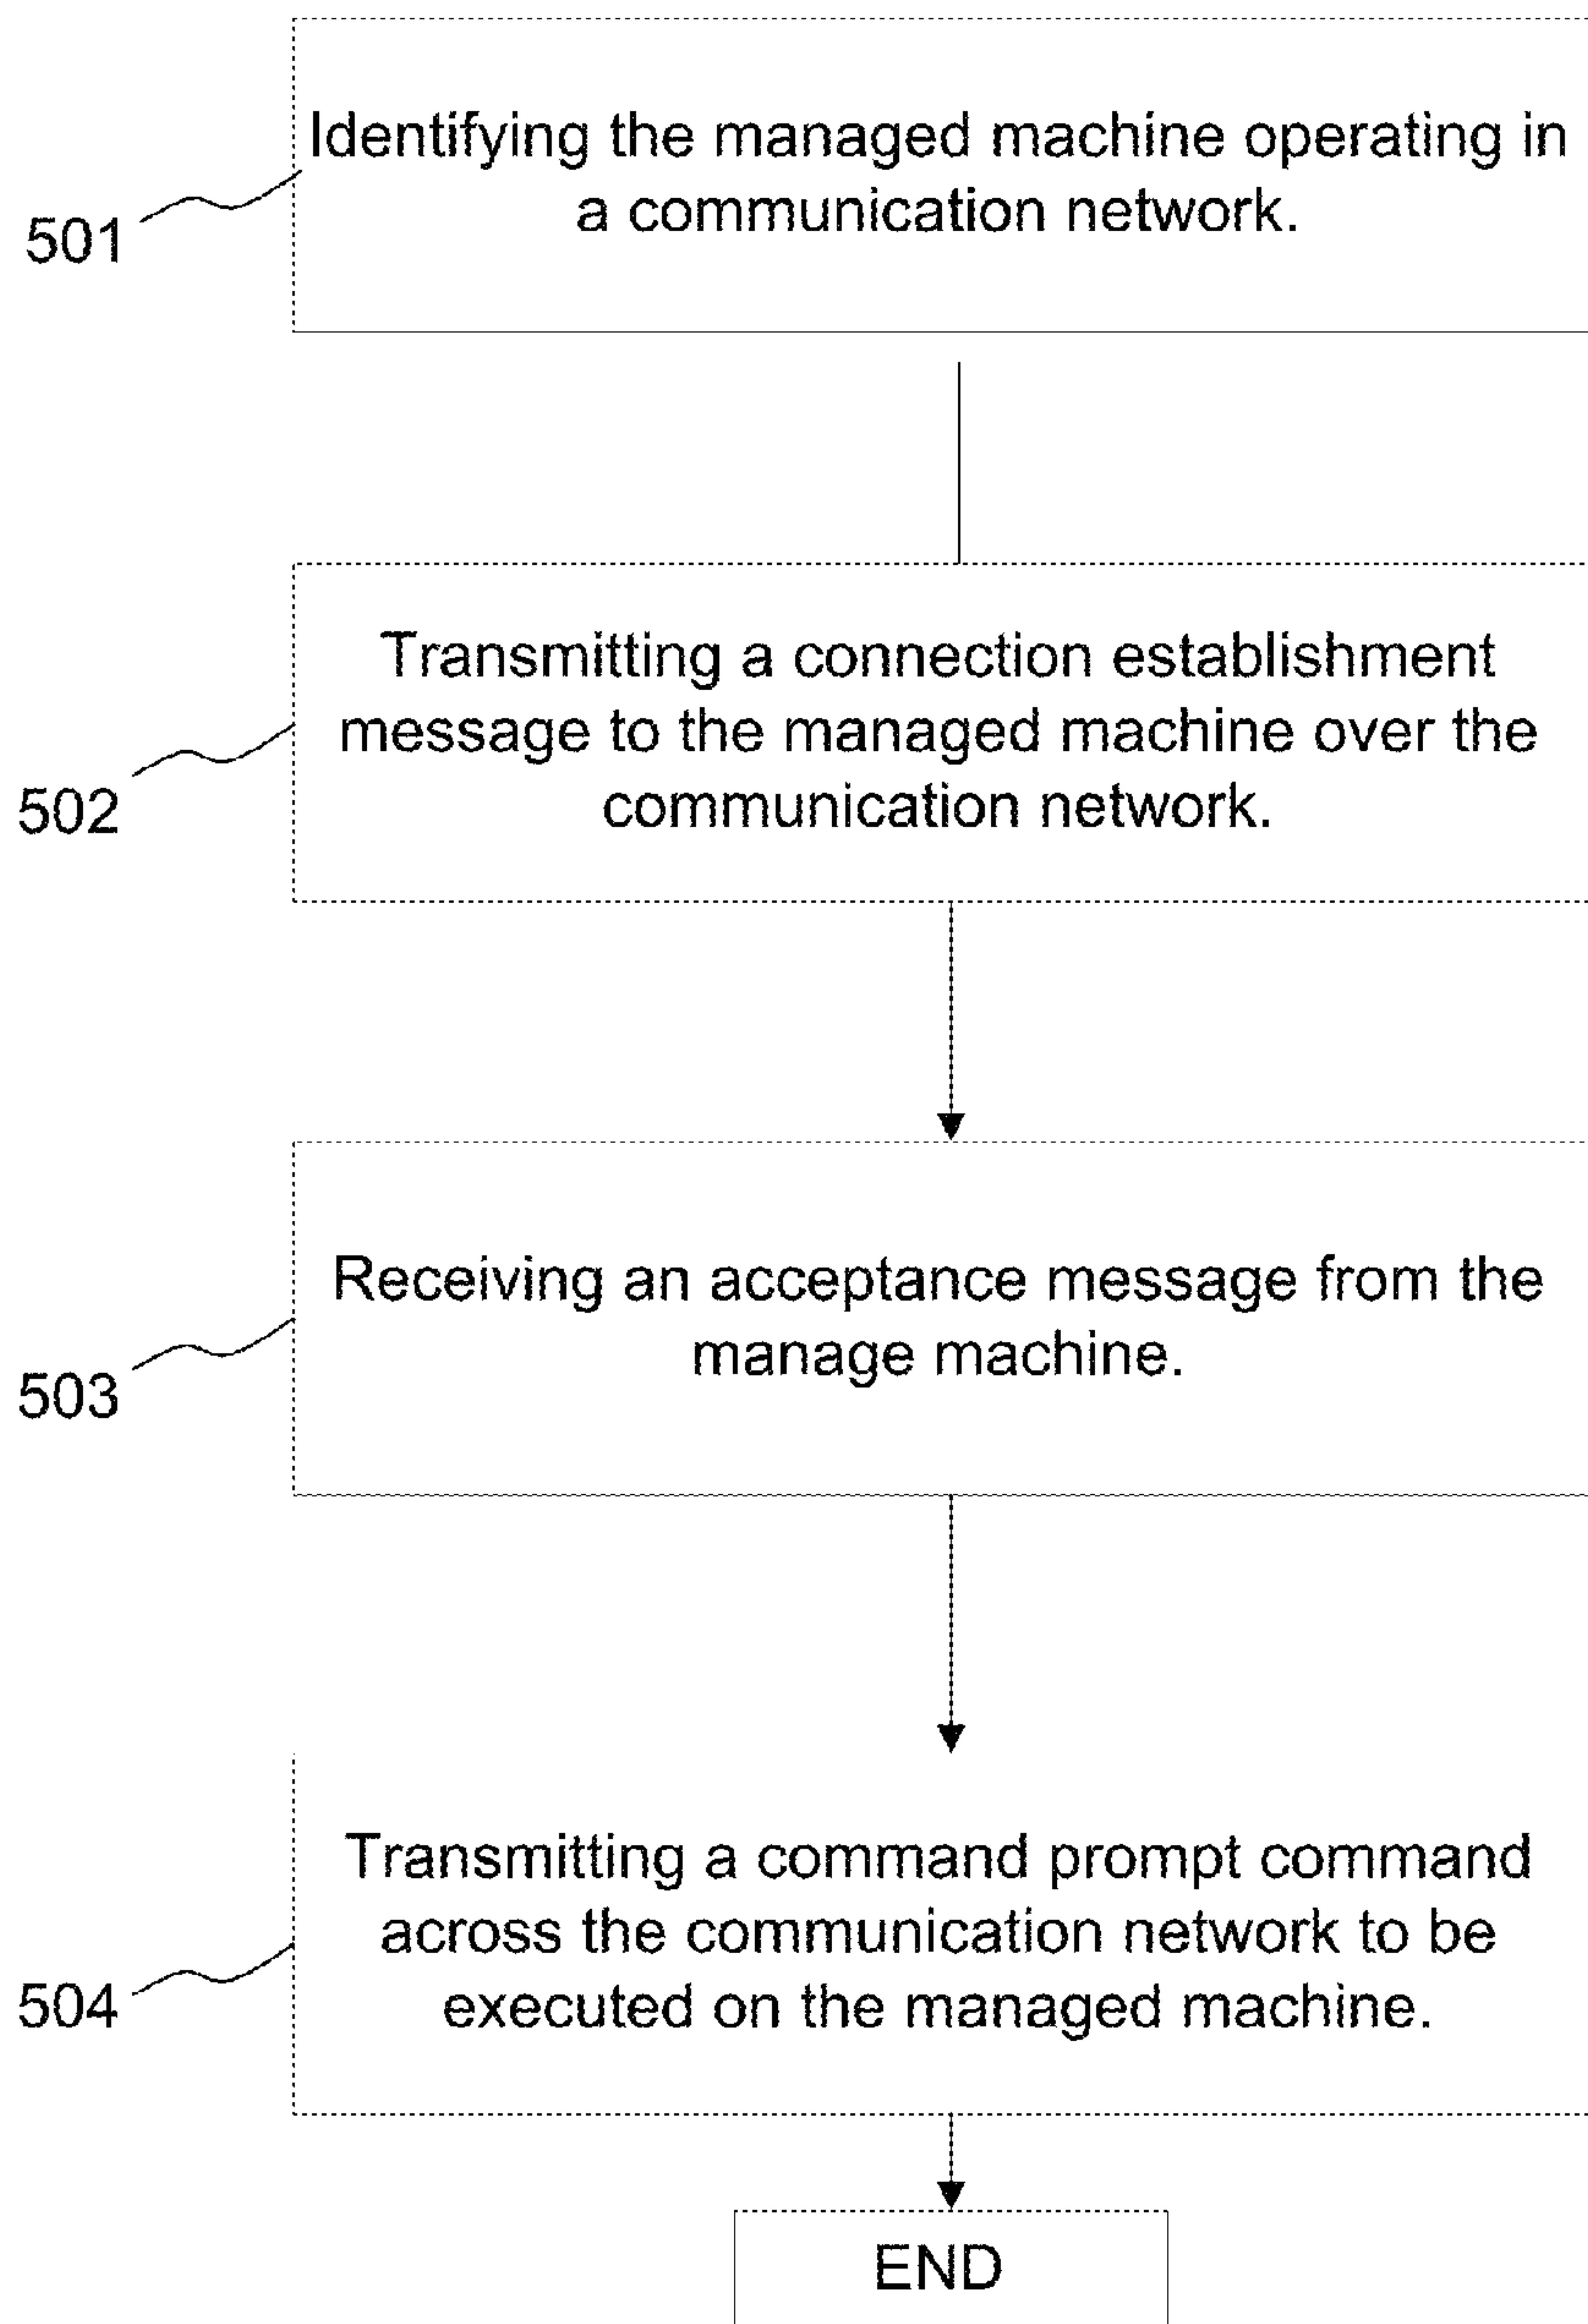 Identifying the managed machine operating in
a communication network.
501
Transmitting a connection establishment
message to the managed machine over the
communication network.
502
Receiving an acceptance message from the
manage machine.
503
Transmitting a command prompt command
across the communication network to be
executed on the managed machine.
504
END